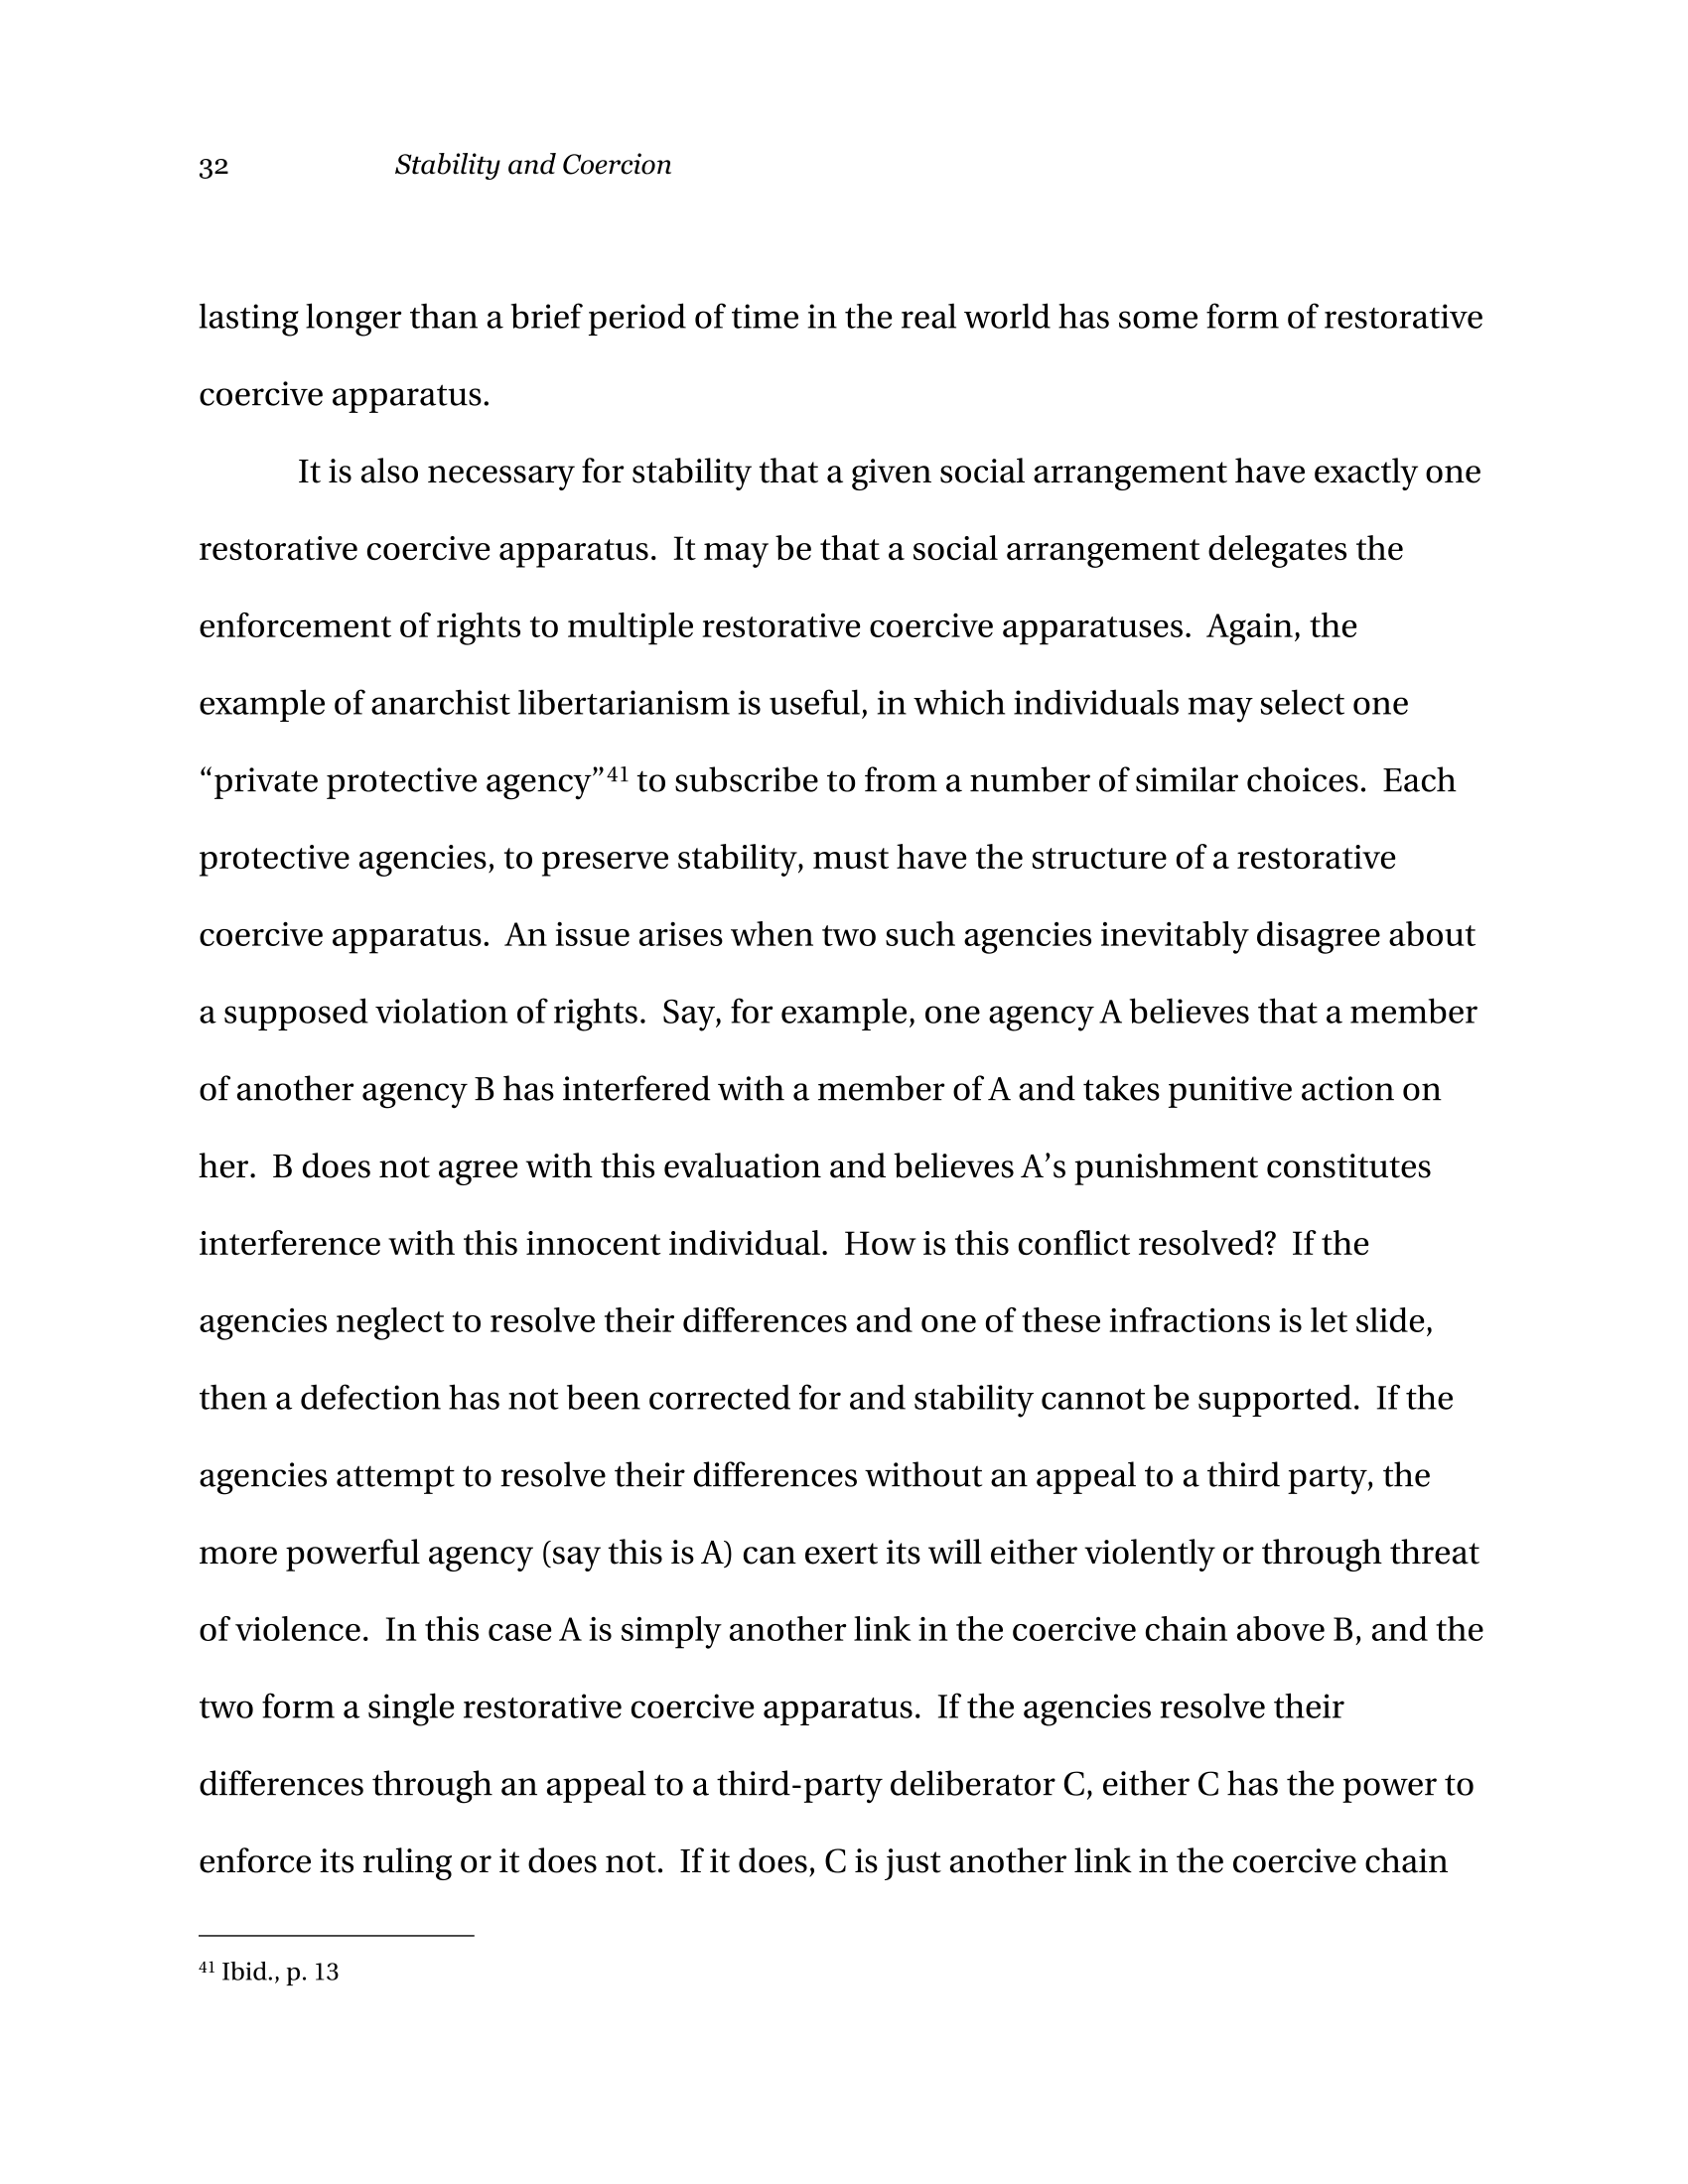 32 Stability and Coercion
lasting longer than a brief period of time in the real world has some form of restorative
coercive apparatus.
It is also necessary for stability that a given social arrangement have exactly one
restorative coercive apparatus.  It may be that a social arrangement delegates the
enforcement of rights to multiple restorative coercive apparatuses.  Again, the
example of anarchist libertarianism is useful, in which individuals may select one
“private protective agency”41 to subscribe to from a number of similar choices.  Each
protective agencies, to preserve stability, must have the structure of a restorative
coercive apparatus.  An issue arises when two such agencies inevitably disagree about
a supposed violation of rights.  Say, for example, one agency A believes that a member
of another agency B has interfered with a member of A and takes punitive action on
her.  B does not agree with this evaluation and believes A’s punishment constitutes
interference with this innocent individual.  How is this conflict resolved?  If the
agencies neglect to resolve their differences and one of these infractions is let slide,
then a defection has not been corrected for and stability cannot be supported.  If the
agencies attempt to resolve their differences without an appeal to a third party, the
more powerful agency (say this is A) can exert its will either violently or through threat
of violence.  In this case A is simply another link in the coercive chain above B, and the
two form a single restorative coercive apparatus.  If the agencies resolve their
differences through an appeal to a third-party deliberator C, either C has the power to
enforce its ruling or it does not.  If it does, C is just another link in the coercive chain
41 Ibid., p. 13